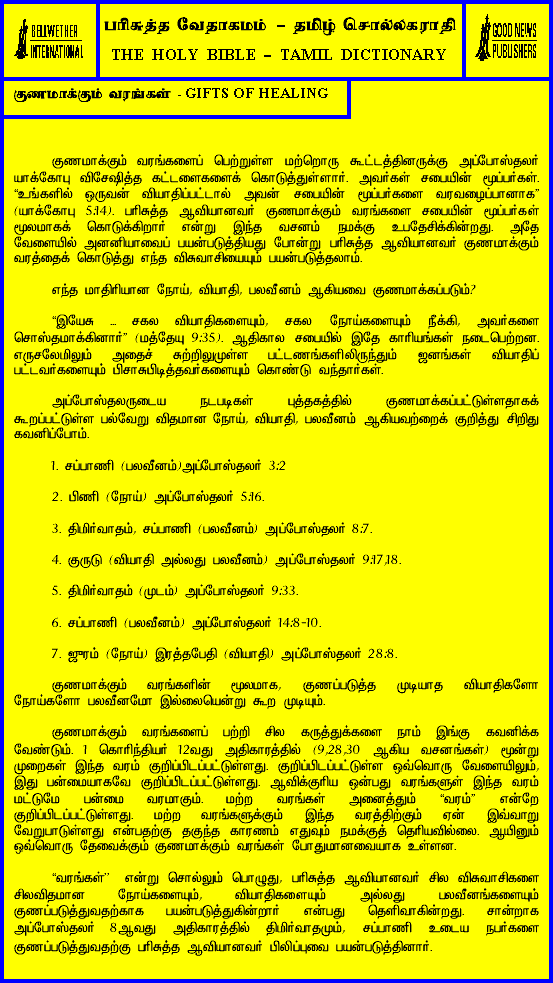 BELLWETHER
INTERNATIONAL
பரிசுத்த வேதாகமம் – தமிழ் சொல்லகராதி
THE HOLY BIBLE – TAMIL DICTIONARY
GOOD NEWS
PUBLISHERS
குணமாக்கும் வரங்கள் - GIFTS OF HEALING
குணமாக்கும் வரங்களைப் பெற்றுள்ள மற்றொரு கூட்டத்தினருக்கு அப்போஸ்தலர்
யாக்கோபு விசேஷித்த கட்டளைகளைக் கொடுத்துள்ளார். அவர்கள் சபையின் மூப்பர்கள்.
“உங்களில் ஒருவன் வியாதிப்பட்டால் அவன் சபையின் மூப்பர்களை வரவழைப்பானாக”
(யாக்கோபு 5:14). பரிசுத்த ஆவியானவர் குணமாக்கும் வரங்களை சபையின் மூப்பர்கள்
மூலமாகக் கொடுக்கிறார் என்று இந்த வசனம் நமக்கு உபதேசிக்கின்றது. அதே
வேளையில் அனனியாவைப் பயன்படுத்தியது போன்று பரிசுத்த ஆவியானவர் குணமாக்கும்
வரத்தைக் கொடுத்து எந்த விசுவாசியையும் பயன்படுத்தலாம்.
எந்த மாதிரியான நோய், வியாதி, பலவீனம் ஆகியவை குணமாக்கப்படும்?
“இயேசு ... சகல வியாதிகளையும், சகல நோய்களையும் நீக்கி, அவர்களை
சொஸ்தமாக்கினார்” (மத்தேயு 9:35). ஆதிகால சபையில் இதே காரியங்கள் நடைபெற்றன.
எருசலேமிலும் அதைச் சுற்றிலுமுள்ள பட்டணங்களிலிருந்தும் ஜனங்கள் வியாதிப்
பட்டவர்களையும் பிசாசுபிடித்தவர்களையும் கொண்டு வந்தார்கள்.
அப்போஸ்தலருடைய நடபடிகள் புத்தகத்தில் குணமாக்கப்பட்டுள்ளதாகக்
கூறப்பட்டுள்ள பல்வேறு விதமான நோய், வியாதி, பலவீனம் ஆகியவற்றைக் குறித்து சிறிது
கவனிப்போம்.
1. சப்பாணி (பலவீனம்)அப்போஸ்தலர் 3:2
2. பிணி (நோய்) அப்போஸ்தலர் 5:16.
3. திமிர்வாதம், சப்பாணி (பலவீனம்) அப்போஸ்தலர் 8:7.
4. குருடு (வியாதி அல்லது பலவீனம்) அப்போஸ்தலர் 9:17,18.
5. திமிர்வாதம் (முடம்) அப்போஸ்தலர் 9:33.
6. சப்பாணி (பலவீனம்) அப்போஸ்தலர் 14:8-10.
7. ஜுரம் (நோய்) இரத்தபேதி (வியாதி) அப்போஸ்தலர் 28:8.
குணமாக்கும் வரங்களின் மூலமாக, குணப்படுத்த முடியாத வியாதிகளோ
நோய்களோ பலவீனமோ இல்லையென்று கூற முடியும்.
குணமாக்கும் வரங்களைப் பற்றி சில கருத்துக்களை நாம் இங்கு கவனிக்க
வேண்டும். 1 கொரிந்தியர் 12வது அதிகாரத்தில் (9,28,30 ஆகிய வசனங்கள்) மூன்று
முறைகள் இந்த வரம் குறிப்பிடப்பட்டுள்ளது. குறிப்பிடப்பட்டுள்ள ஒவ்வொரு வேளையிலும்,
இது பன்மையாகவே குறிப்பிடப்பட்டுள்ளது. ஆவிக்குரிய ஒன்பது வரங்களுள் இந்த வரம்
மட்டுமே பன்மை வரமாகும். மற்ற வரங்கள் அனைத்தும் “வரம்” என்றே
குறிப்பிடப்பட்டுள்ளது. மற்ற வரங்களுக்கும் இந்த வரத்திற்கும் ஏன் இவ்வாறு
வேறுபாடுள்ளது என்பதற்கு தகுந்த காரணம் எதுவும் நமக்குத் தெரியவில்லை. ஆயினும்
ஒவ்வொரு தேவைக்கும் குணமாக்கும் வரங்கள் போதுமானவையாக உள்ளன.
“வரங்கள்” என்று சொல்லும் பொழுது, பரிசுத்த ஆவியானவர் சில விசுவாசிகளை
சிலவிதமான நோய்களையும், வியாதிகளையும் அல்லது பலவீனங்களையும்
குணப்படுத்துவதற்காக பயன்படுத்துகின்றார் என்பது தெளிவாகின்றது. சான்றாக
அப்போஸ்தலர் 8ஆவது அதிகாரத்தில் திமிர்வாதமும், சப்பாணி உடைய நபர்களை
குணப்படுத்துவதற்கு பரிசுத்த ஆவியானவர் பிலிப்புவை பயன்படுத்தினார்.